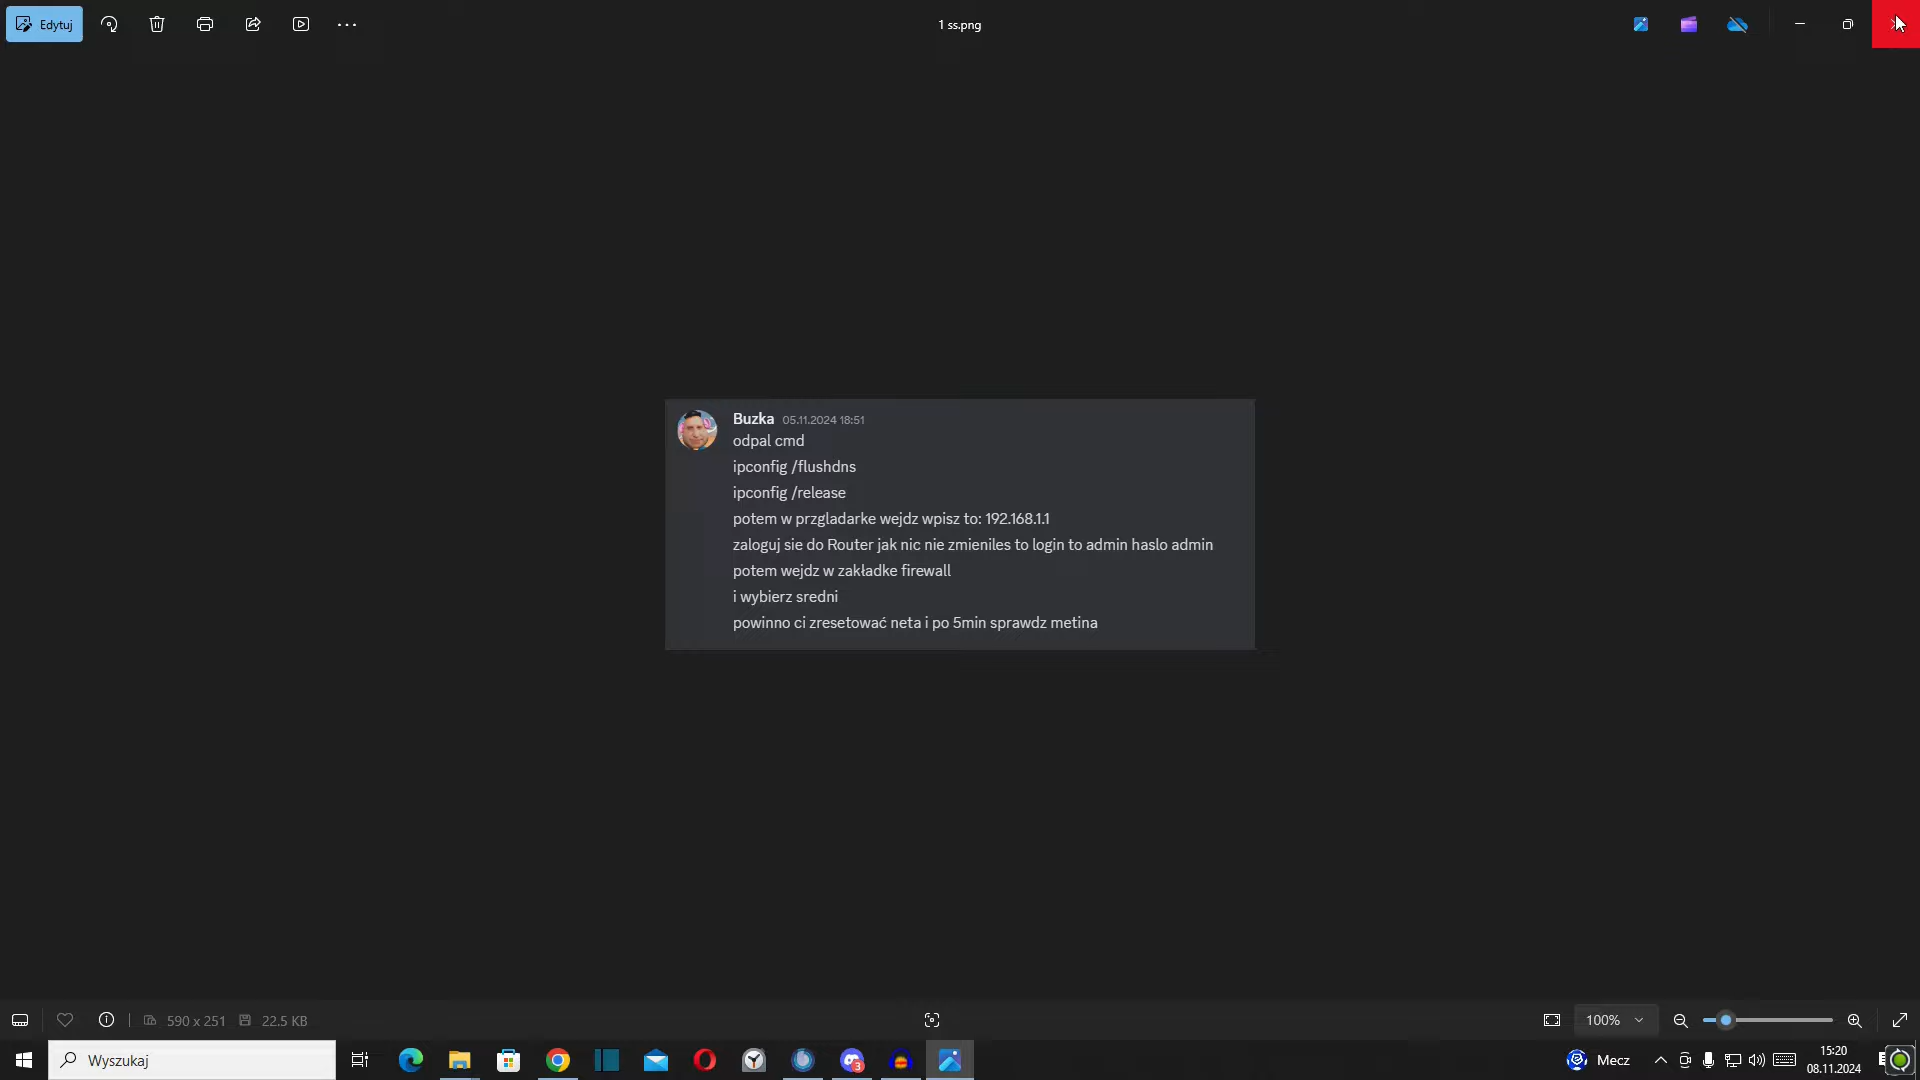 Edytuj
1 ss.png
Buzka 05.11.2024 18:51
odpal cmd
ipconfig /flushdns
ipconfig /release
potem w przgladarke wejdz wpisz to: 192.168.1.1
zaloguj sie do Router jak nic nie zmieniles to login to admin haslo admin
potem wejdz w zakładke firewall
i wybierz sredni
powinno ci zresetować neta i po 5min sprawdz metina
590 x 251 22.5 KB
100%
Wyszukaj
3
Mecz
15:20
08.11.2024